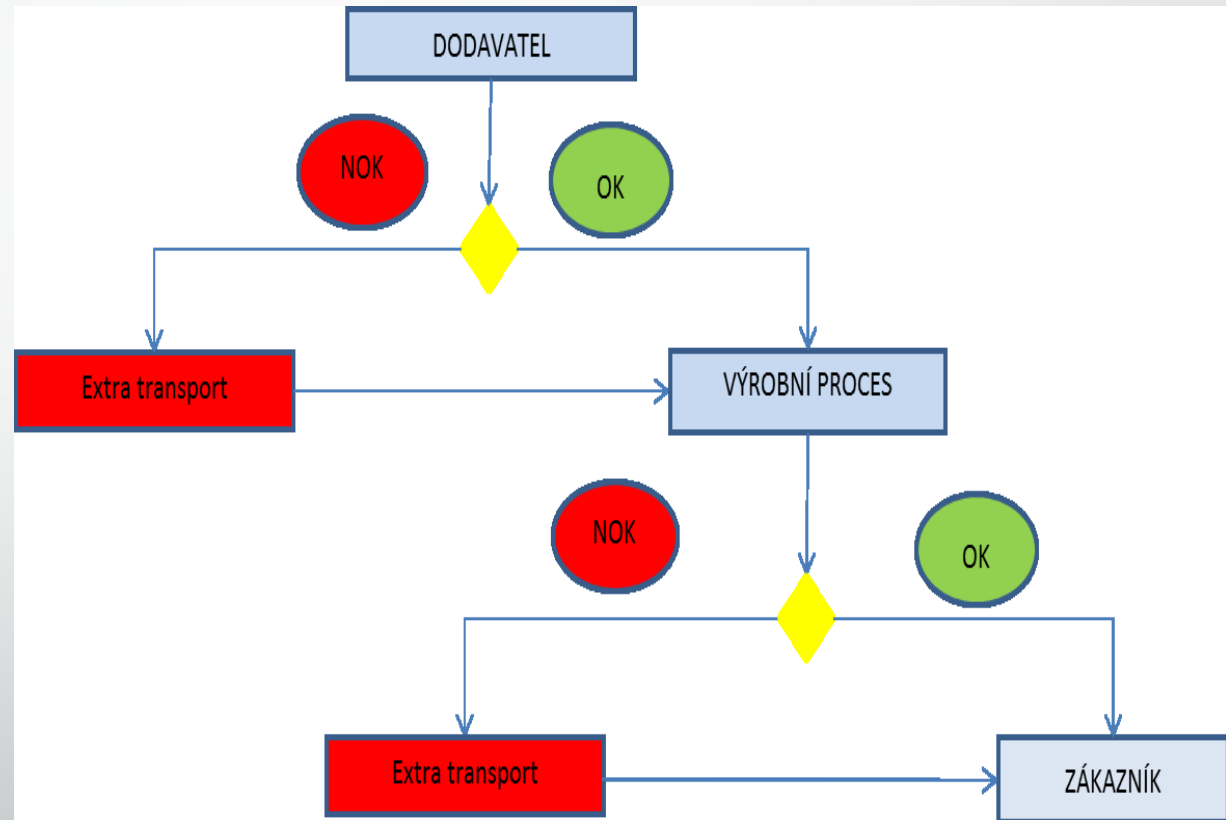 DODAVATEL
NOK
OK
Extra transport
VÝROBNÍ PROCES
NOK
OK
Extra transport
ZÁKAZNÍK